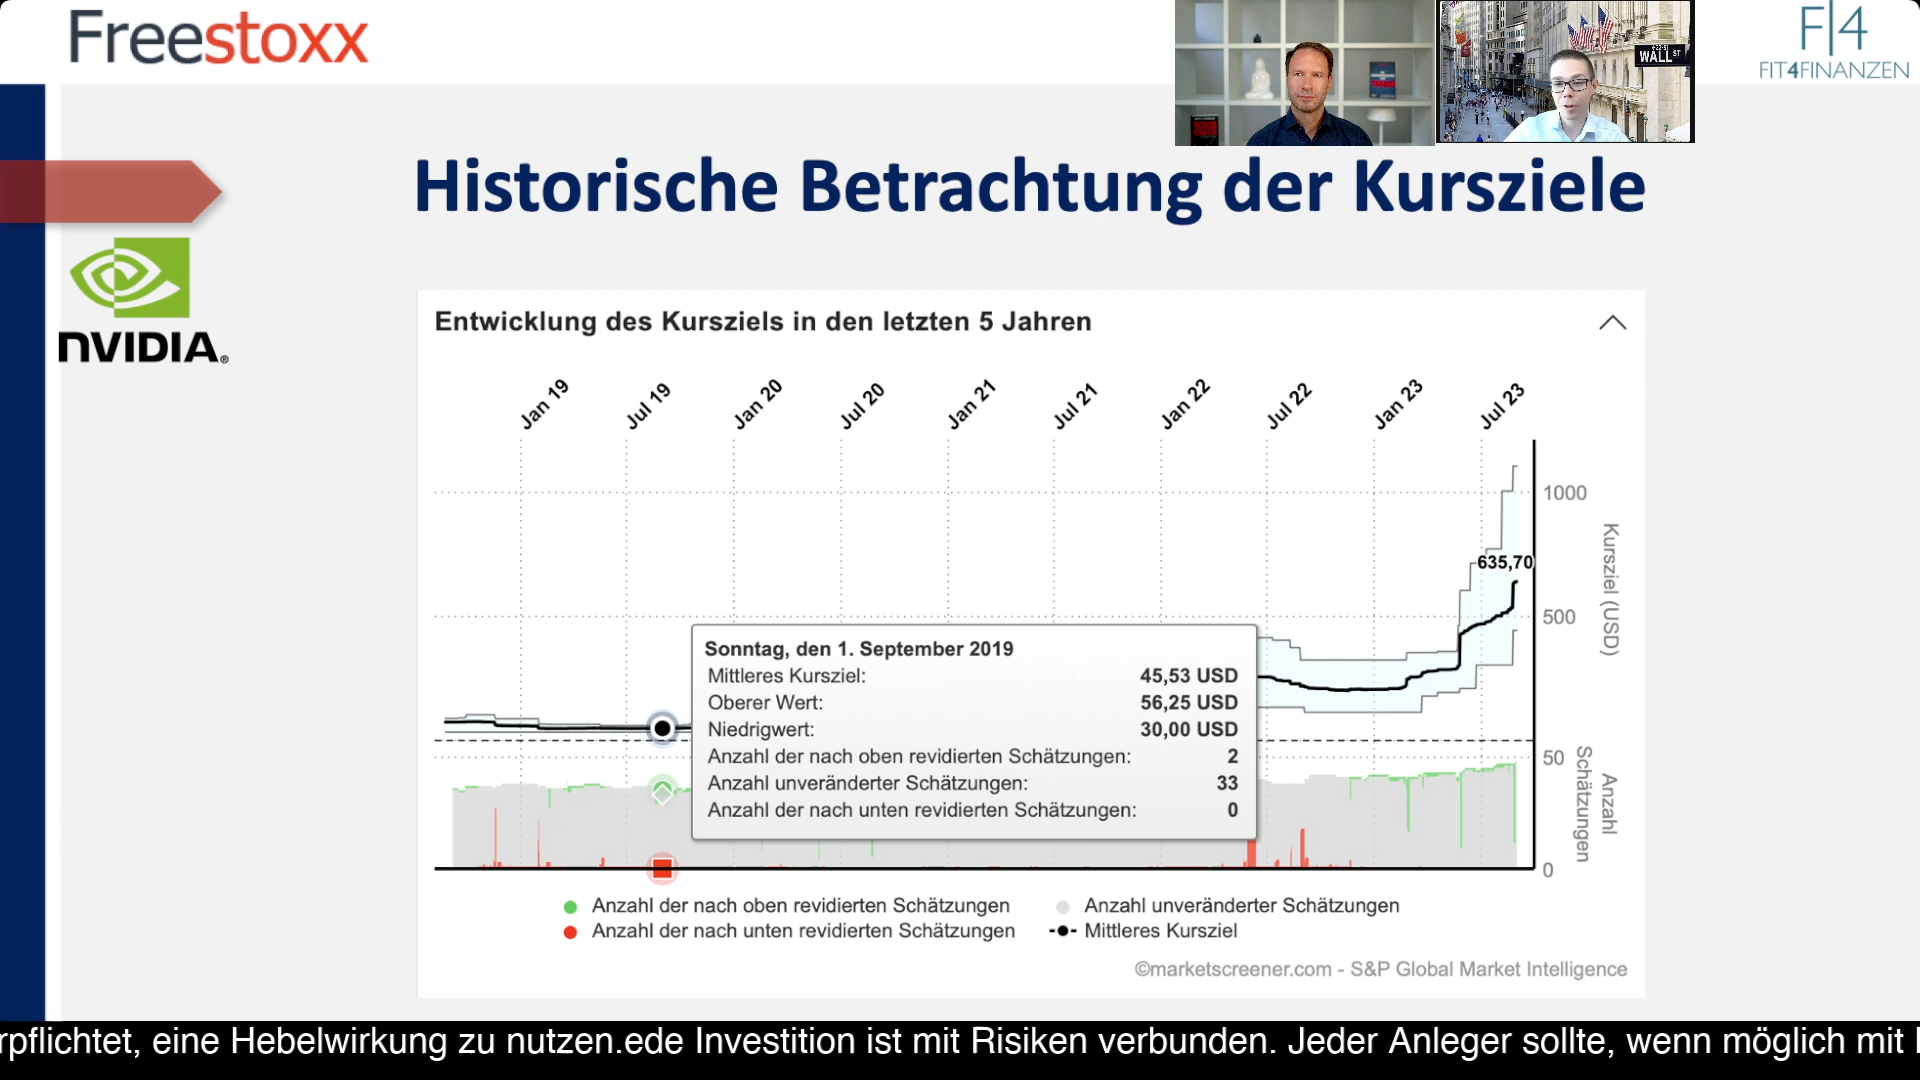 Freestoxx
WALL ST
F|4
FIT4FINANZEN
Historische Betrachtung der Kursziele
NVIDIA®
Entwicklung des Kursziels in den letzten 5 Jahren
Jan 19
Jul 19
Jan 20
Jul 20
Jan 21
Jul 21
Jan 22
Jul 22
Jan 23
Jul 23
1000
635,70
500
Kursziel (USD)
Sonntag, den 1. September 2019
Mittleres Kursziel: 45,53 USD
Oberer Wert: 56,25 USD
Niedrigwert: 30,00 USD
Anzahl der nach oben revidierten Schätzungen: 2
Anzahl unveränderter Schätzungen: 33
Anzahl der nach unten revidierten Schätzungen: 0
50
0
Anzahl
Schätzungen
Anzahl der nach oben revidierten Schätzungen
Anzahl unveränderter Schätzungen
Anzahl der nach unten revidierten Schätzungen
Mittleres Kursziel
©marketscreener.com - S&P Global Market Intelligence
rpflichtet, eine Hebelwirkung zu nutzen.ede Investition ist mit Risiken verbunden. Jeder Anleger sollte, wenn möglich mit